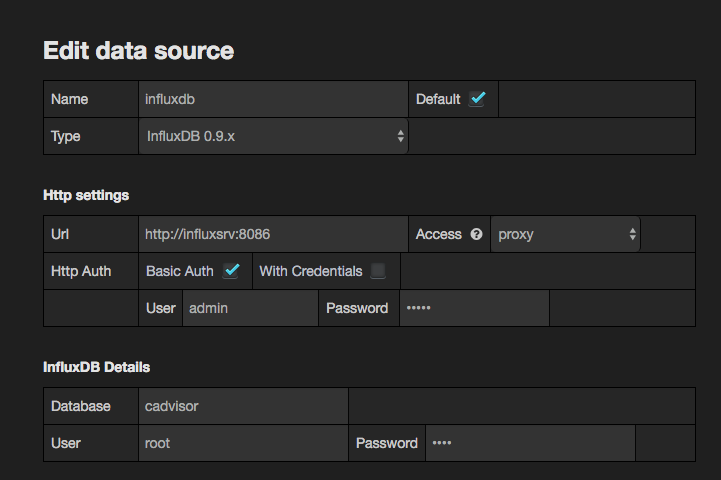 Edit data source
Name influxdb Default
Type InfluxDB 0.9.x
Http settings
Url http://influxsrv:8086 Access ? proxy
Http Auth Basic Auth With Credentials
User admin Password •••••
InfluxDB Details
Database cadvisor
User root Password ••••